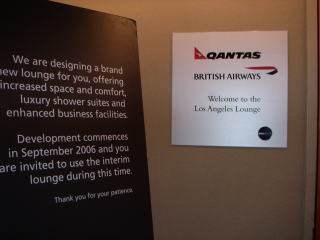 We are designing a brand
new lounge for you, offering
increased space and comfort,
luxury shower suites and
enhanced business facilities.
Development commences
in September 2006 and you
are invited to use the interim
lounge during this time.
Thank you for your patience.
QANTAS
BRITISH AIRWAYS
Welcome to the
Los Angeles Lounge